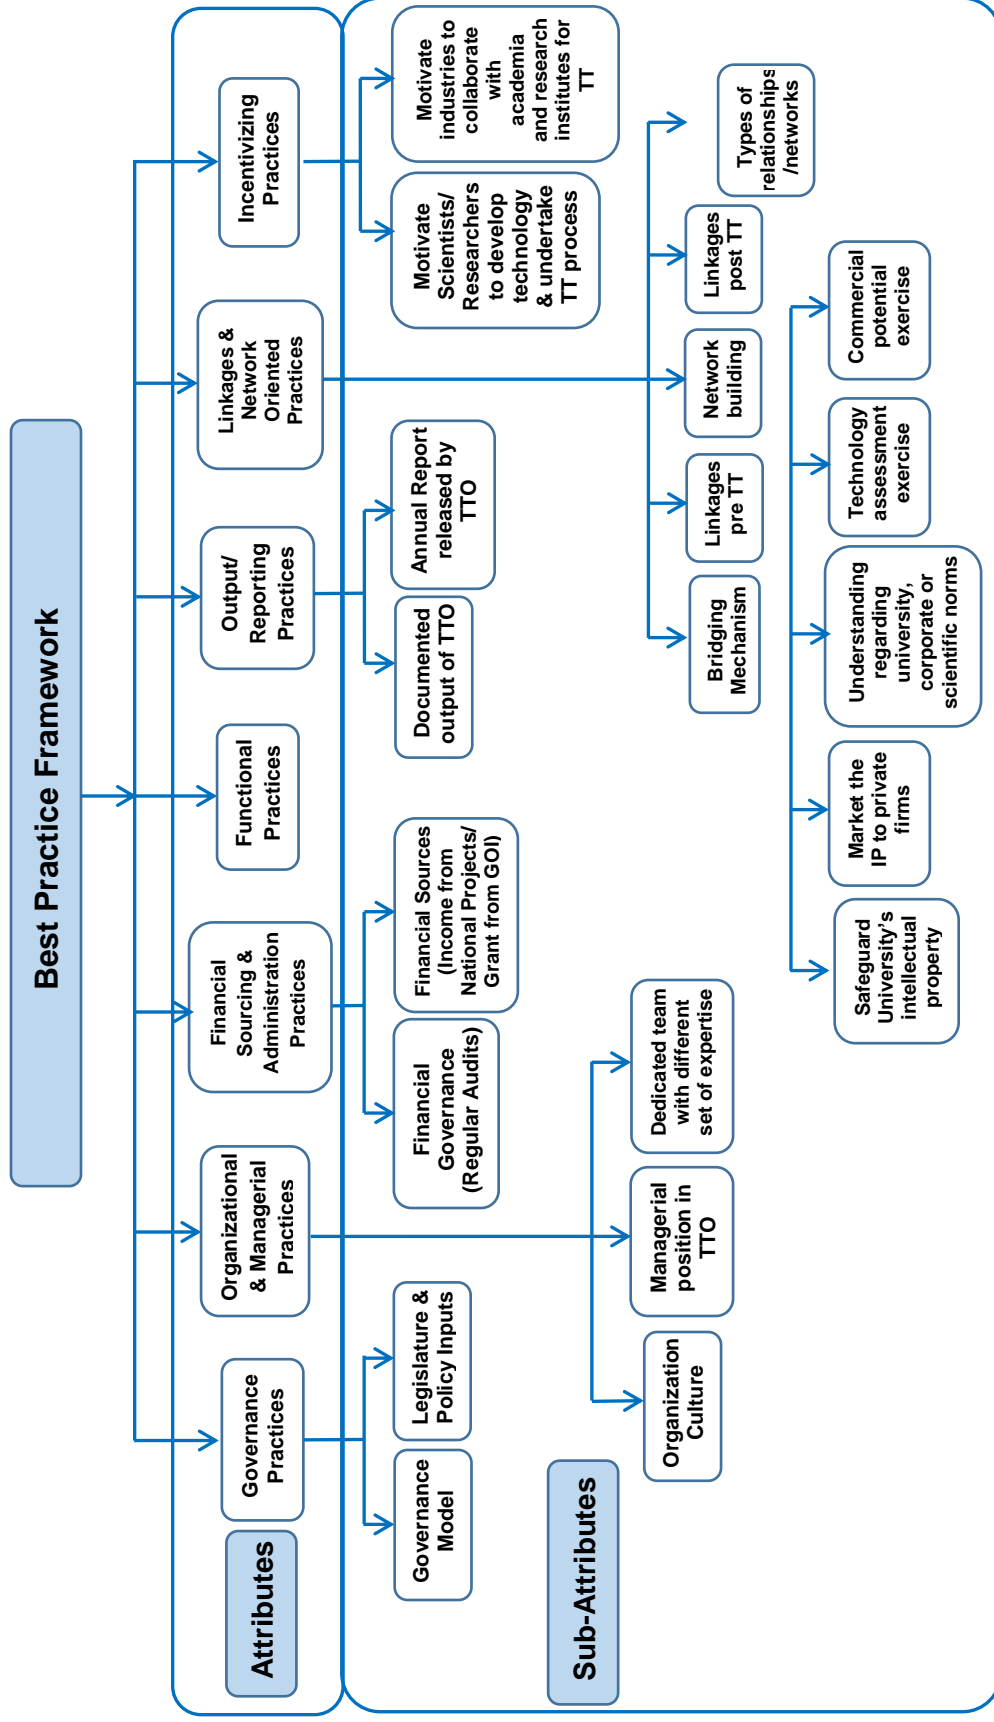 Best Practice Framework
Attributes
Governance
Practices
Organizational
& Managerial
Practices
Financial
Sourcing &
Administration
Practices
Functional
Practices
Output/
Reporting
Practices
Linkages &
Network
Oriented
Practices
Incentivizing
Practices
Sub-Attributes
Governance
Model
Legislature &
Policy Inputs
Financial
Governance
(Regular Audits)
Financial Sources
(Income from
National Projects/
Grant from GOI)
Documented
output of TTO
Annual Report
released by
TTO
Motivate
Scientists/
Researchers
to develop
technology
& undertake
TT process
Motivate
industries to
collaborate
with
academia
and research
institutes for
TT
Organization
Culture
Managerial
position in
TTO
Dedicated team
with different
set of expertise
Bridging
Mechanism
Linkages
pre TT
Network
building
Linkages
post TT
Types of
relationships
/networks
Safeguard
University’s
intellectual
property
Market the
IP to private
firms
Understanding
regarding
university,
corporate or
scientific norms
Technology
assessment
exercise
Commercial
potential
exercise